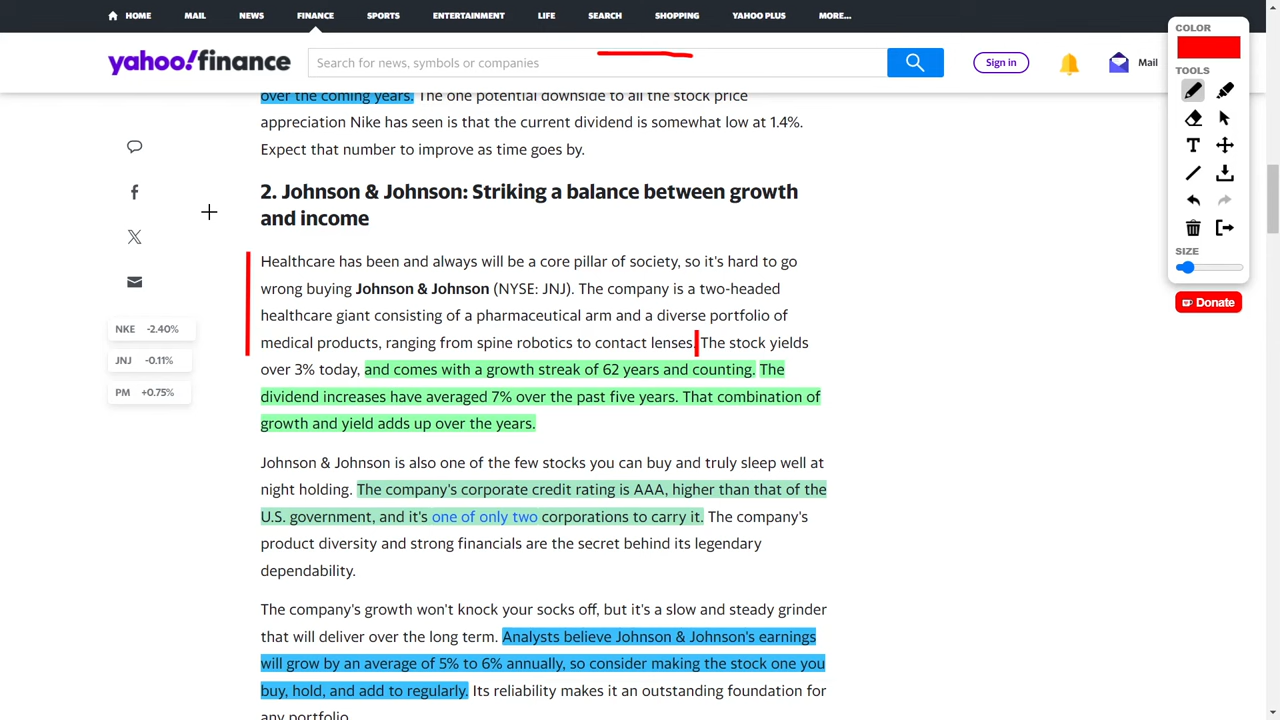 HOME MAIL NEWS FINANCE SPORTS ENTERTAINMENT LIFE SEARCH SHOPPING YAHOO PLUS MORE...
yahoo!finance
Search for news, symbols or companies
Sign in
Mail
over the coming years. The one potential downside to all the stock price
appreciation Nike has seen is that the current dividend is somewhat low at 1.4%.
Expect that number to improve as time goes by.
2. Johnson & Johnson: Striking a balance between growth
and income
Healthcare has been and always will be a core pillar of society, so it's hard to go
wrong buying Johnson & Johnson (NYSE: JNJ). The company is a two-headed
healthcare giant consisting of a pharmaceutical arm and a diverse portfolio of
medical products, ranging from spine robotics to contact lenses. The stock yields
over 3% today, and comes with a growth streak of 62 years and counting. The
dividend increases have averaged 7% over the past five years. That combination of
growth and yield adds up over the years.
Johnson & Johnson is also one of the few stocks you can buy and truly sleep well at
night holding. The company's corporate credit rating is AAA, higher than that of the
U.S. government, and it's one of only two corporations to carry it. The company's
product diversity and strong financials are the secret behind its legendary
dependability.
The company's growth won't knock your socks off, but it's a slow and steady grinder
that will deliver over the long term. Analysts believe Johnson & Johnson's earnings
will grow by an average of 5% to 6% annually, so consider making the stock one you
buy, hold, and add to regularly. Its reliability makes it an outstanding foundation for
any portfolio.
NKE -2.40%
JNJ -0.11%
PM +0.75%
COLOR
TOOLS
T
SIZE
Donate